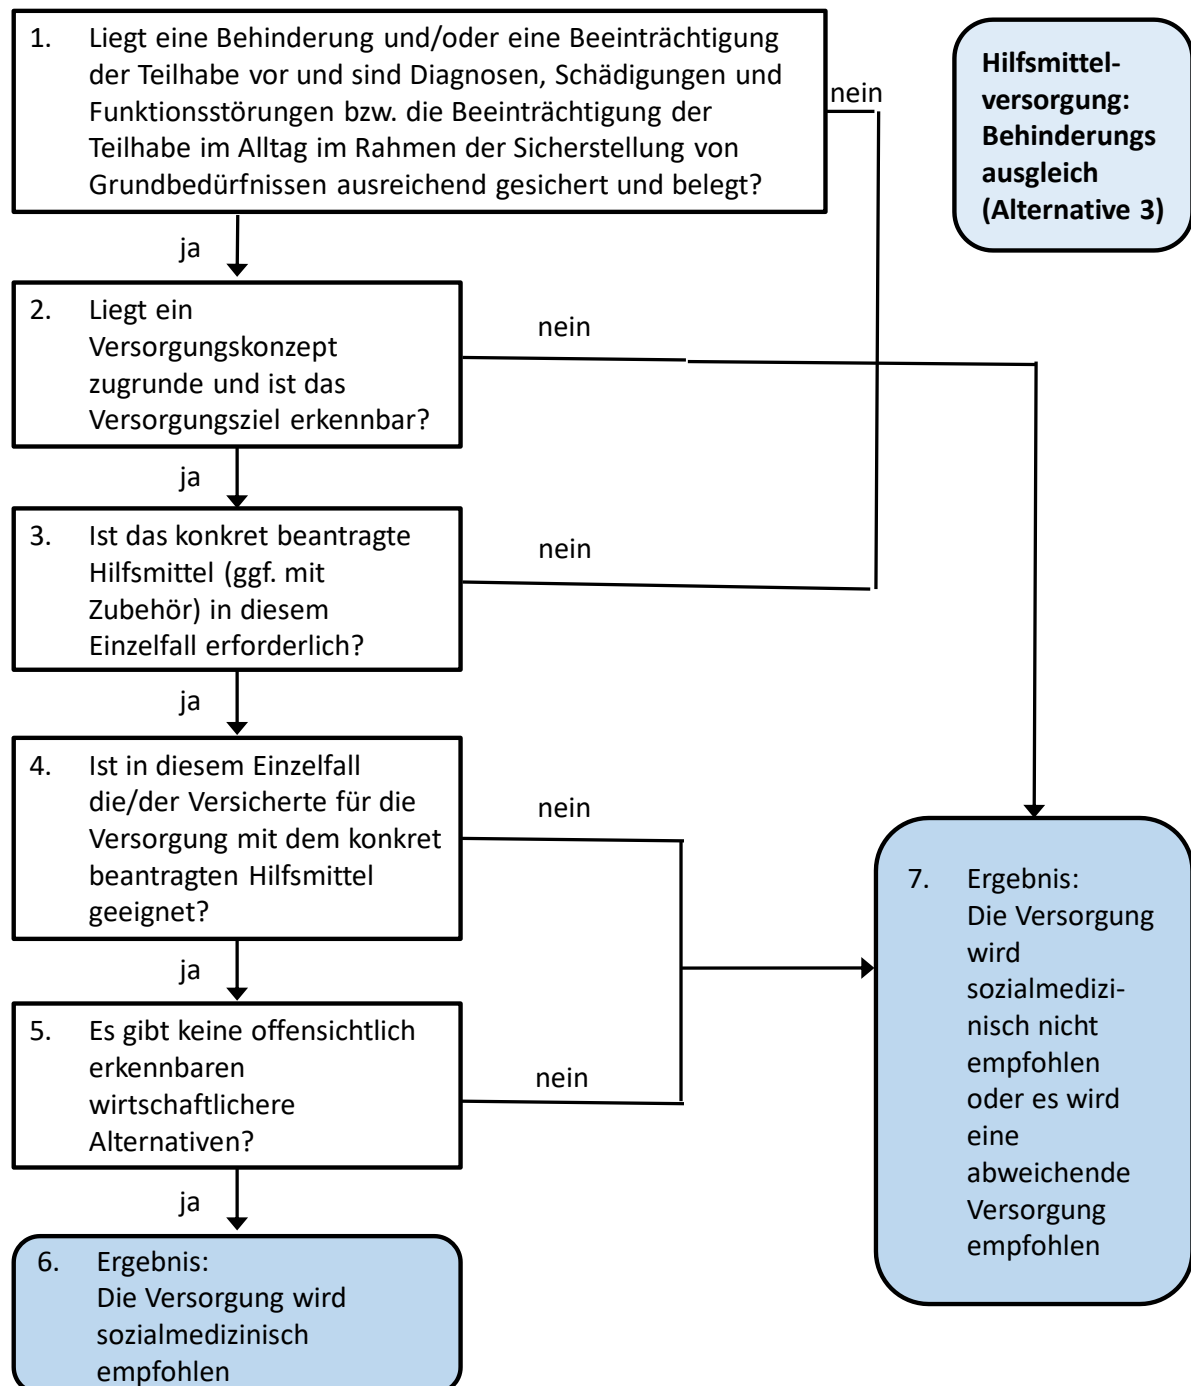 1. Liegt eine Behinderung und/oder eine Beeinträchtigung
der Teilhabe vor und sind Diagnosen, Schädigungen und
Funktionsstörungen bzw. die Beeinträchtigung der
Teilhabe im Alltag im Rahmen der Sicherstellung von
Grundbedürfnissen ausreichend gesichert und belegt?
nein
Hilfsmittel-
versorgung:
Behinderungs
ausgleich
(Alternative 3)
ja
2. Liegt ein
Versorgungskonzept
zugrunde und ist das
Versorgungsziel erkennbar?
nein
ja
3. Ist das konkret beantragte
Hilfsmittel (ggf. mit
Zubehör) in diesem
Einzelfall erforderlich?
nein
ja
4. Ist in diesem Einzelfall
die/der Versicherte für die
Versorgung mit dem konkret
beantragten Hilfsmittel
geeignet?
nein
ja
5. Es gibt keine offensichtlich
erkennbaren
wirtschaftlichere
Alternativen?
nein
ja
6. Ergebnis:
Die Versorgung wird
sozialmedizinisch
empfohlen
7. Ergebnis:
Die Versorgung
wird
sozialmedizi-
nisch nicht
empfohlen
oder es wird
eine
abweichende
Versorgung
empfohlen